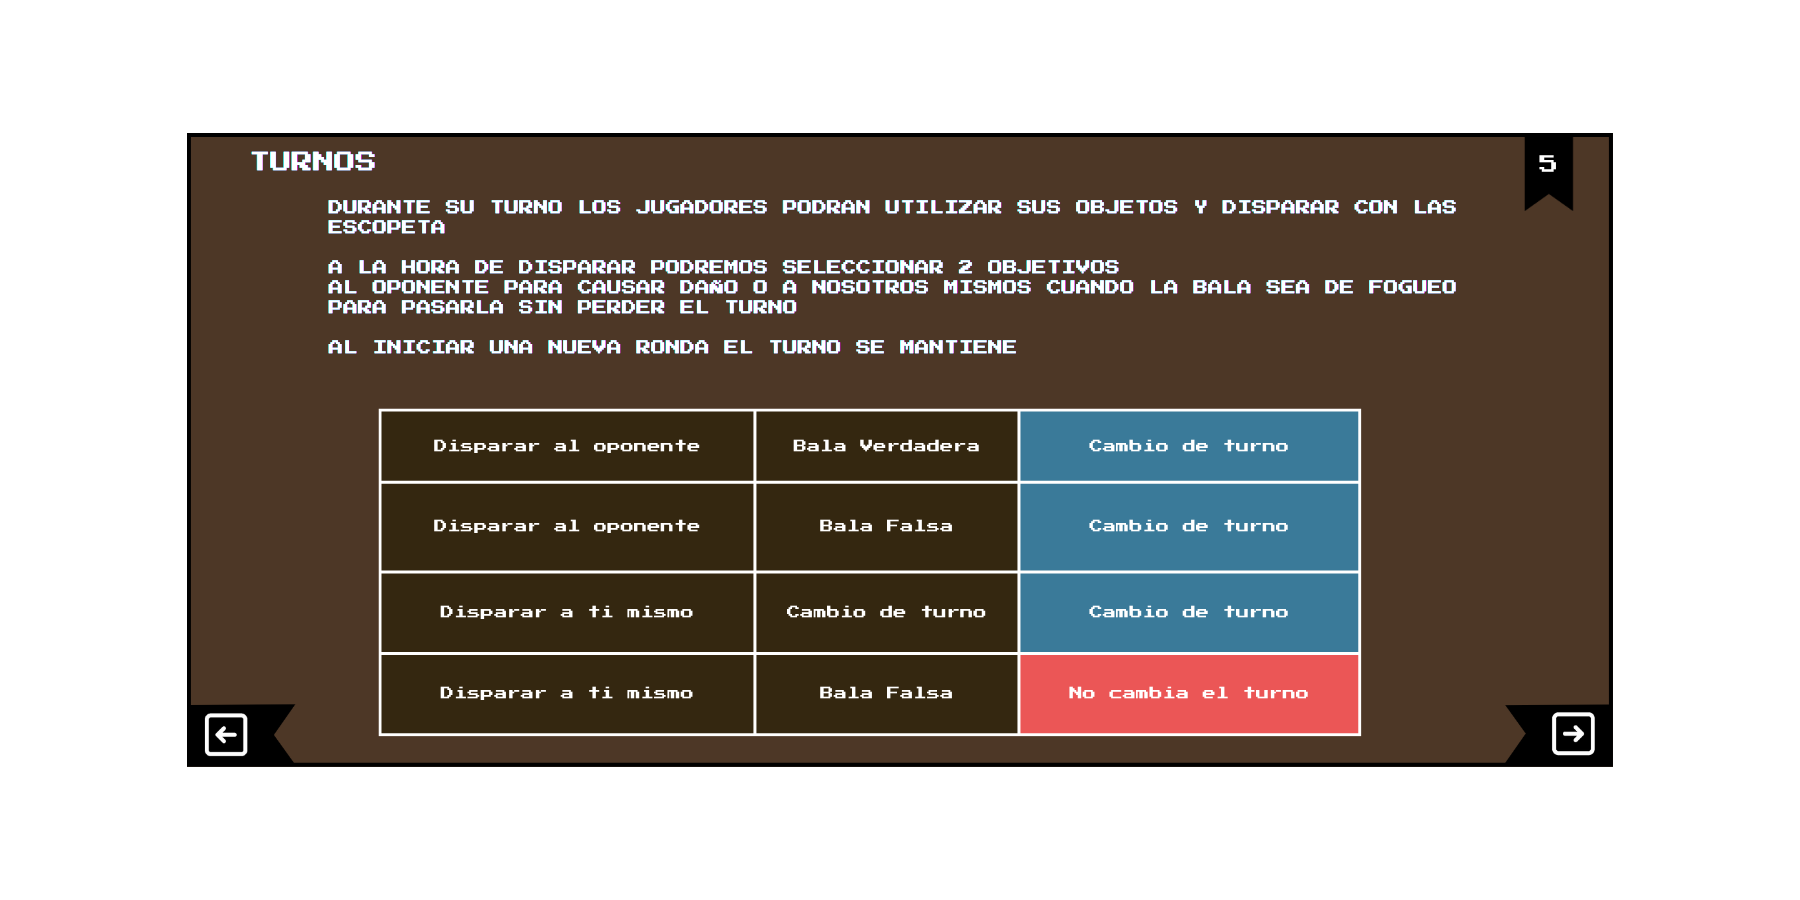 TURNOS
5
DURANTE SU TURNO LOS JUGADORES PODRAN UTILIZAR SUS OBJETOS Y DISPARAR CON LAS
ESCOPETA
A LA HORA DE DISPARAR PODREMOS SELECCIONAR 2 OBJETIVOS
AL OPONENTE PARA CAUSAR DAÑO O A NOSOTROS MISMOS CUANDO LA BALA SEA DE FOGUEO
PARA PASARLA SIN PERDER EL TURNO
AL INICIAR UNA NUEVA RONDA EL TURNO SE MANTIENE
Disparar al oponente Bala Verdadera Cambio de turno
Disparar al oponente Bala Falsa Cambio de turno
Disparar a ti mismo Cambio de turno Cambio de turno
Disparar a ti mismo Bala Falsa No cambia el turno